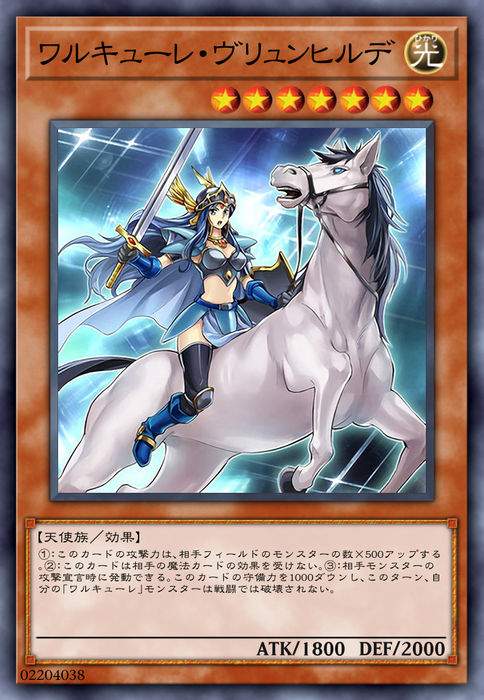 ワルキューレ・ヴリュンヒルデ
ひかり
光
【天使族／効果】
①：このカードの攻撃力は、相手フィールドのモンスターの数×500アップする
。②：このカードは相手の魔法カードの効果を受けない。③：相手モンスターの
攻撃宣言時に発動できる。このカードの守備力を1000ダウンし、このターン、自
分の「ワルキューレ」モンスターは戦闘では破壊されない。
ATK/1800 DEF/2000
02204038